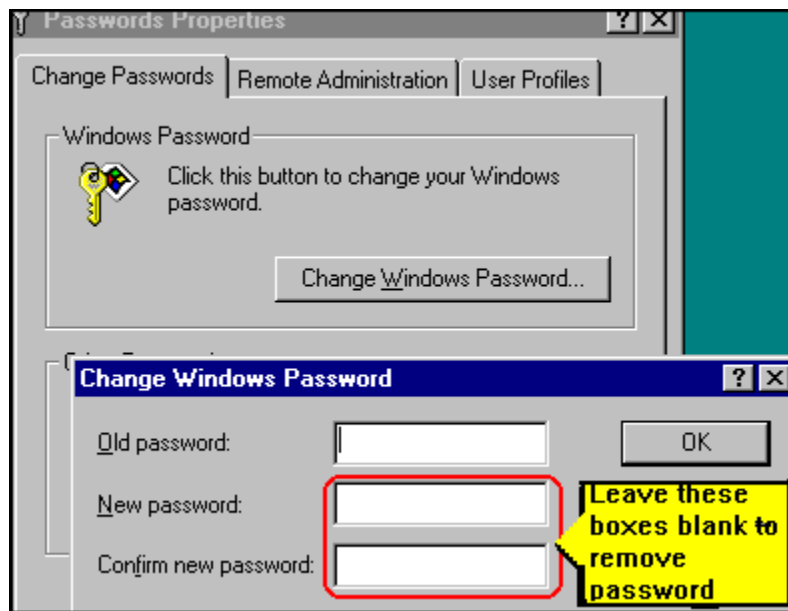 Passwords Properties
Change Passwords
Remote Administration
User Profiles
Windows Password
Click this button to change your Windows
password.
Change Windows Password...
Change Windows Password
Old password:
OK
New password:
Confirm new password:
Leave these
boxes blank to
remove
password